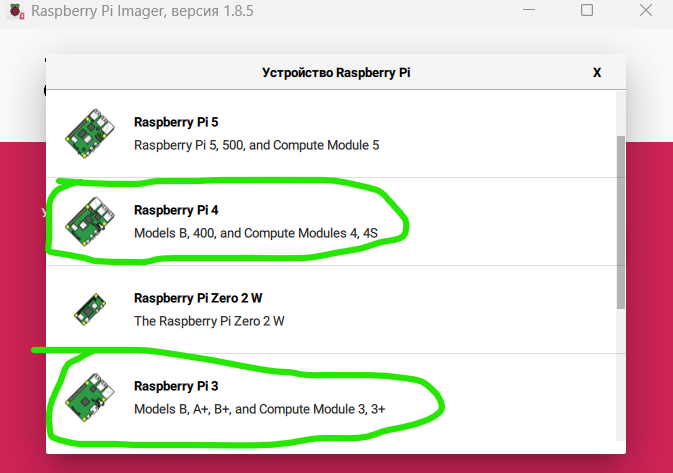 Raspberry Pi Imager, версия 1.8.5
Устройство Raspberry Pi X
Raspberry Pi 5
Raspberry Pi 5, 500, and Compute Module 5
Raspberry Pi 4
Models B, 400, and Compute Modules 4, 4S
Raspberry Pi Zero 2 W
The Raspberry Pi Zero 2 W
Raspberry Pi 3
Models B, A+, B+, and Compute Module 3, 3+